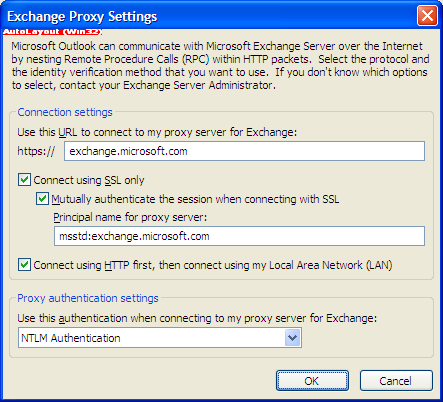 Exchange Proxy Settings
AutoLayout (Win32)
Microsoft Outlook can communicate with Microsoft Exchange Server over the Internet
by nesting Remote Procedure Calls (RPC) within HTTP packets. Select the protocol and
the identity verification method that you want to use. If you don't know which options
to select, contact your Exchange Server Administrator.
Connection settings
Use this URL to connect to my proxy server for Exchange:
https:// exchange.microsoft.com
Connect using SSL only
Mutually authenticate the session when connecting with SSL
Principal name for proxy server:
msstd:exchange.microsoft.com
Connect using HTTP first, then connect using my Local Area Network (LAN)
Proxy authentication settings
Use this authentication when connecting to my proxy server for Exchange:
NTLM Authentication
OK Cancel